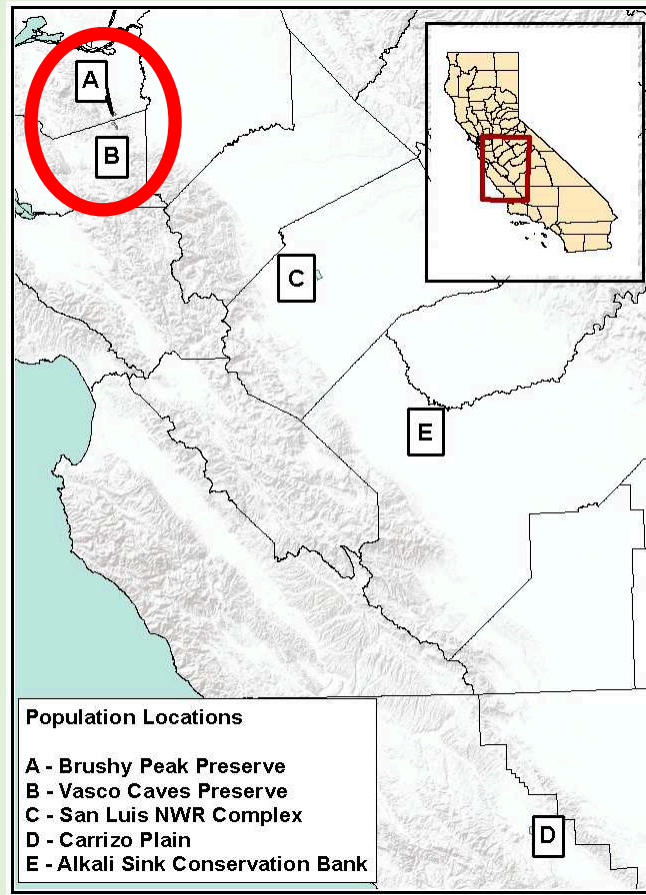 A
B
C
E
D
Population Locations
A - Brushy Peak Preserve
B - Vasco Caves Preserve
C - San Luis NWR Complex
D - Carrizo Plain
E - Alkali Sink Conservation Bank